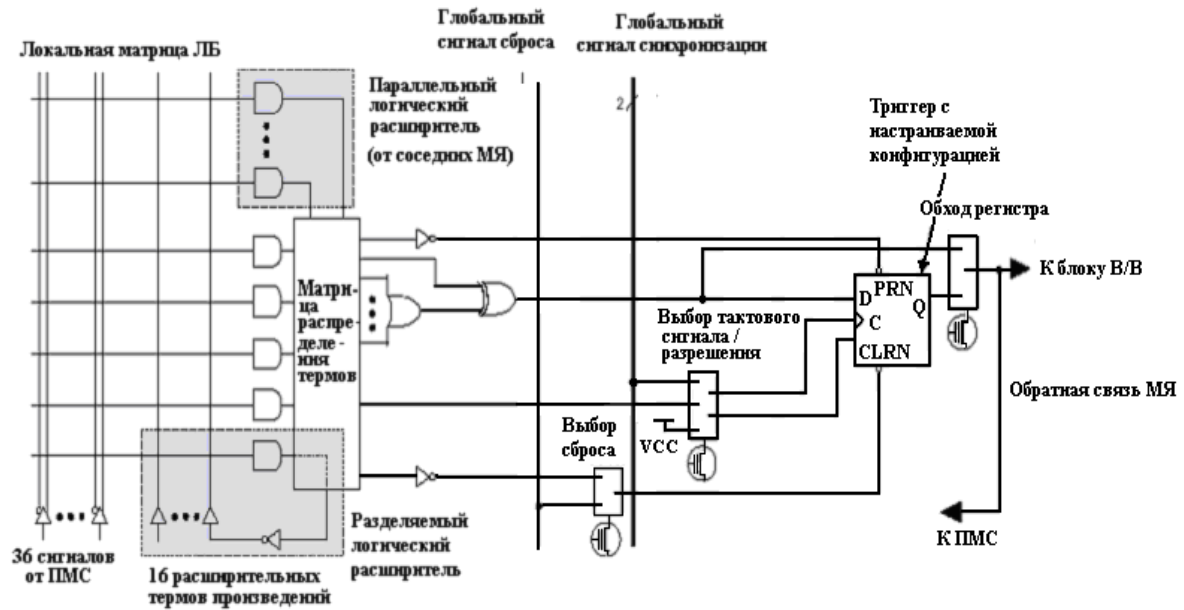 Глобальный
сигнал сброса
Глобальный
сигнал синхронизации
Локальная матрица ЛБ
1
2
Параллельный
логический
расширитель
(от соседних МЯ)
Триггер с
настраиваемой
конфигурацией
Обход регистра
К блоку В/В
Матри-
ца
распре-
деле -
ния
термов
D
PRN
Q
C
CLRN
Выбор тактового
сигнала /
разрешения
Обратная связь МЯ
Выбор
сброса
VCC
К ПМС
Разделяемый
логический
расширитель
36 сигналов
от ПМС
16 расширительных
термов произведений